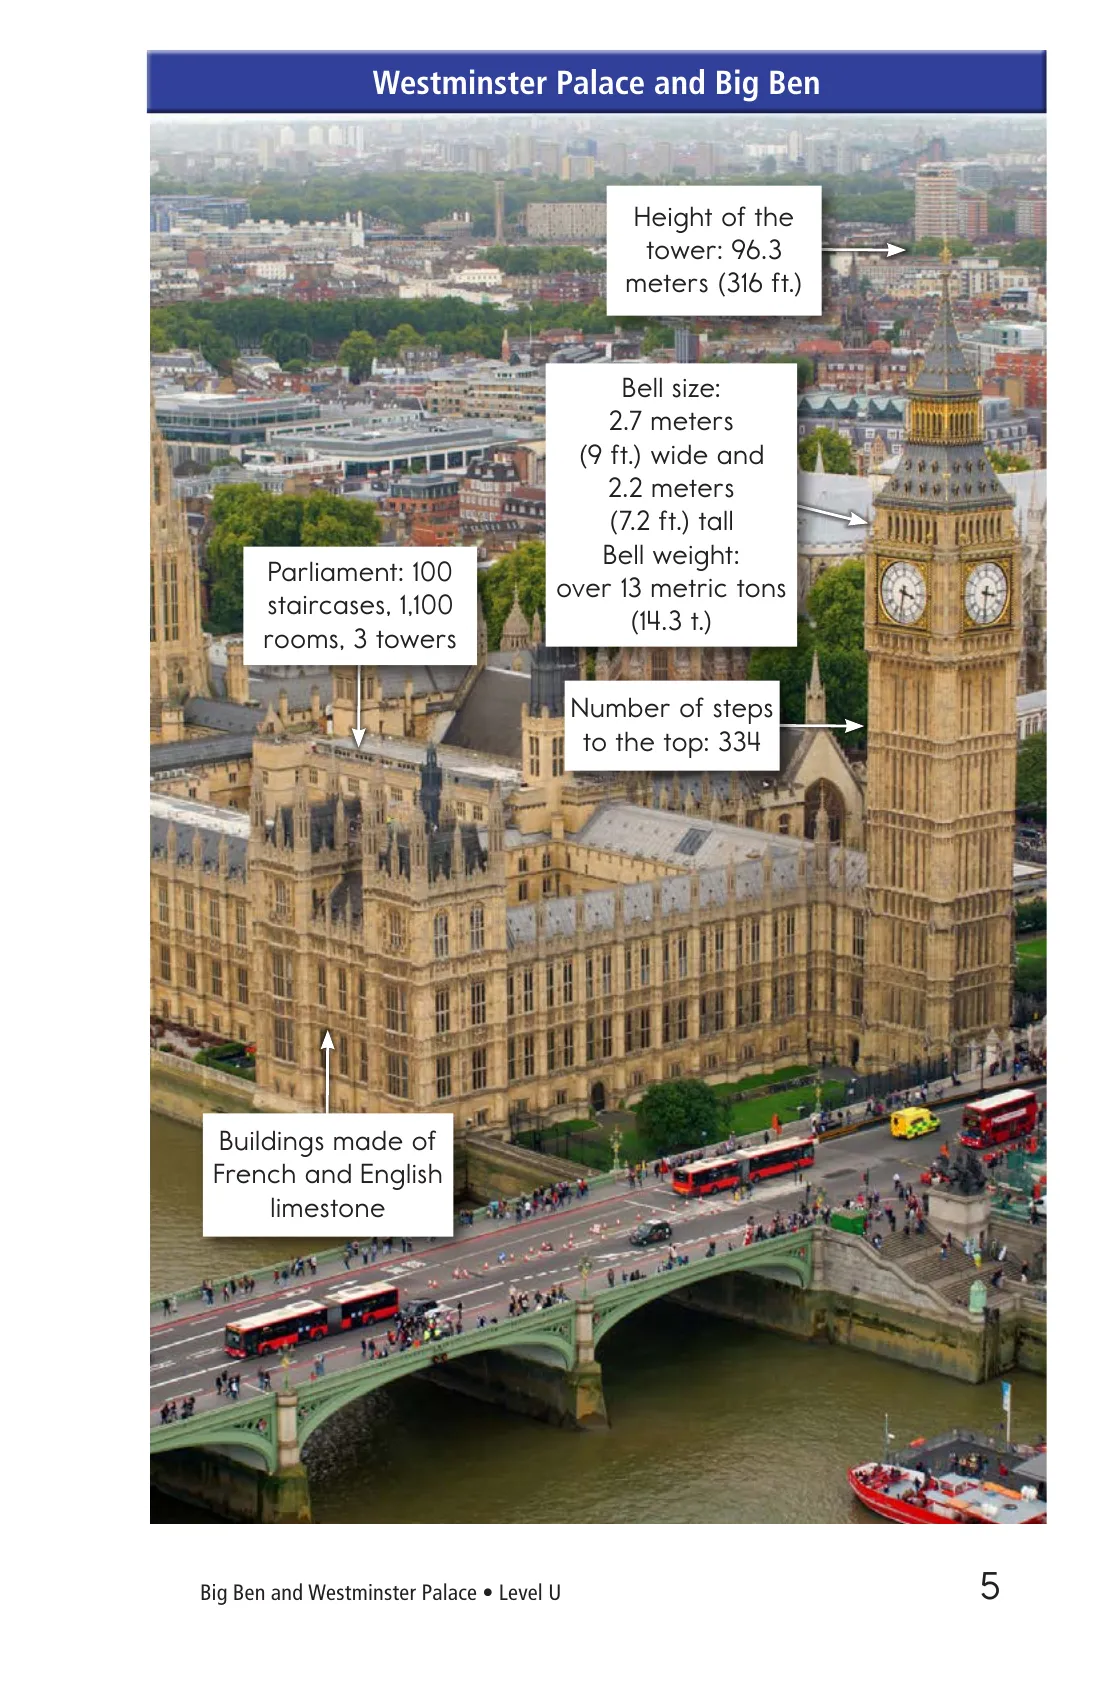 Westminster Palace and Big Ben
Height of the
tower: 96.3
meters (316 ft.)
Bell size:
2.7 meters
(9 ft.) wide and
2.2 meters
(7.2 ft.) tall
Bell weight:
over 13 metric tons
(14.3 t.)
Parliament: 100
staircases, 1,100
rooms, 3 towers
Number of steps
to the top: 334
Buildings made of
French and English
limestone
Big Ben and Westminster Palace • Level U
5